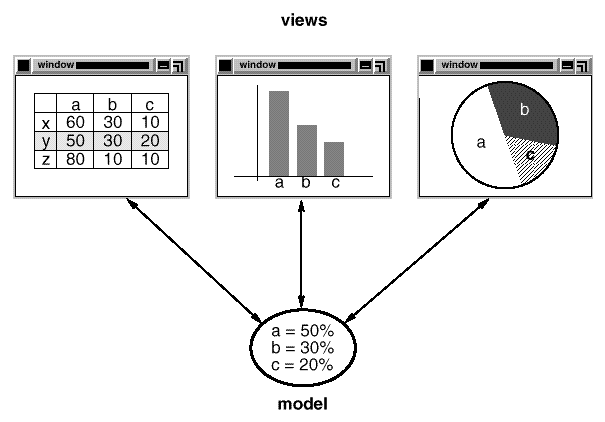 views
window window window
a b c
x 60 30 10
y 50 30 20
z 80 10 10
a b c
b
a
c
a = 50%
b = 30%
c = 20%
model